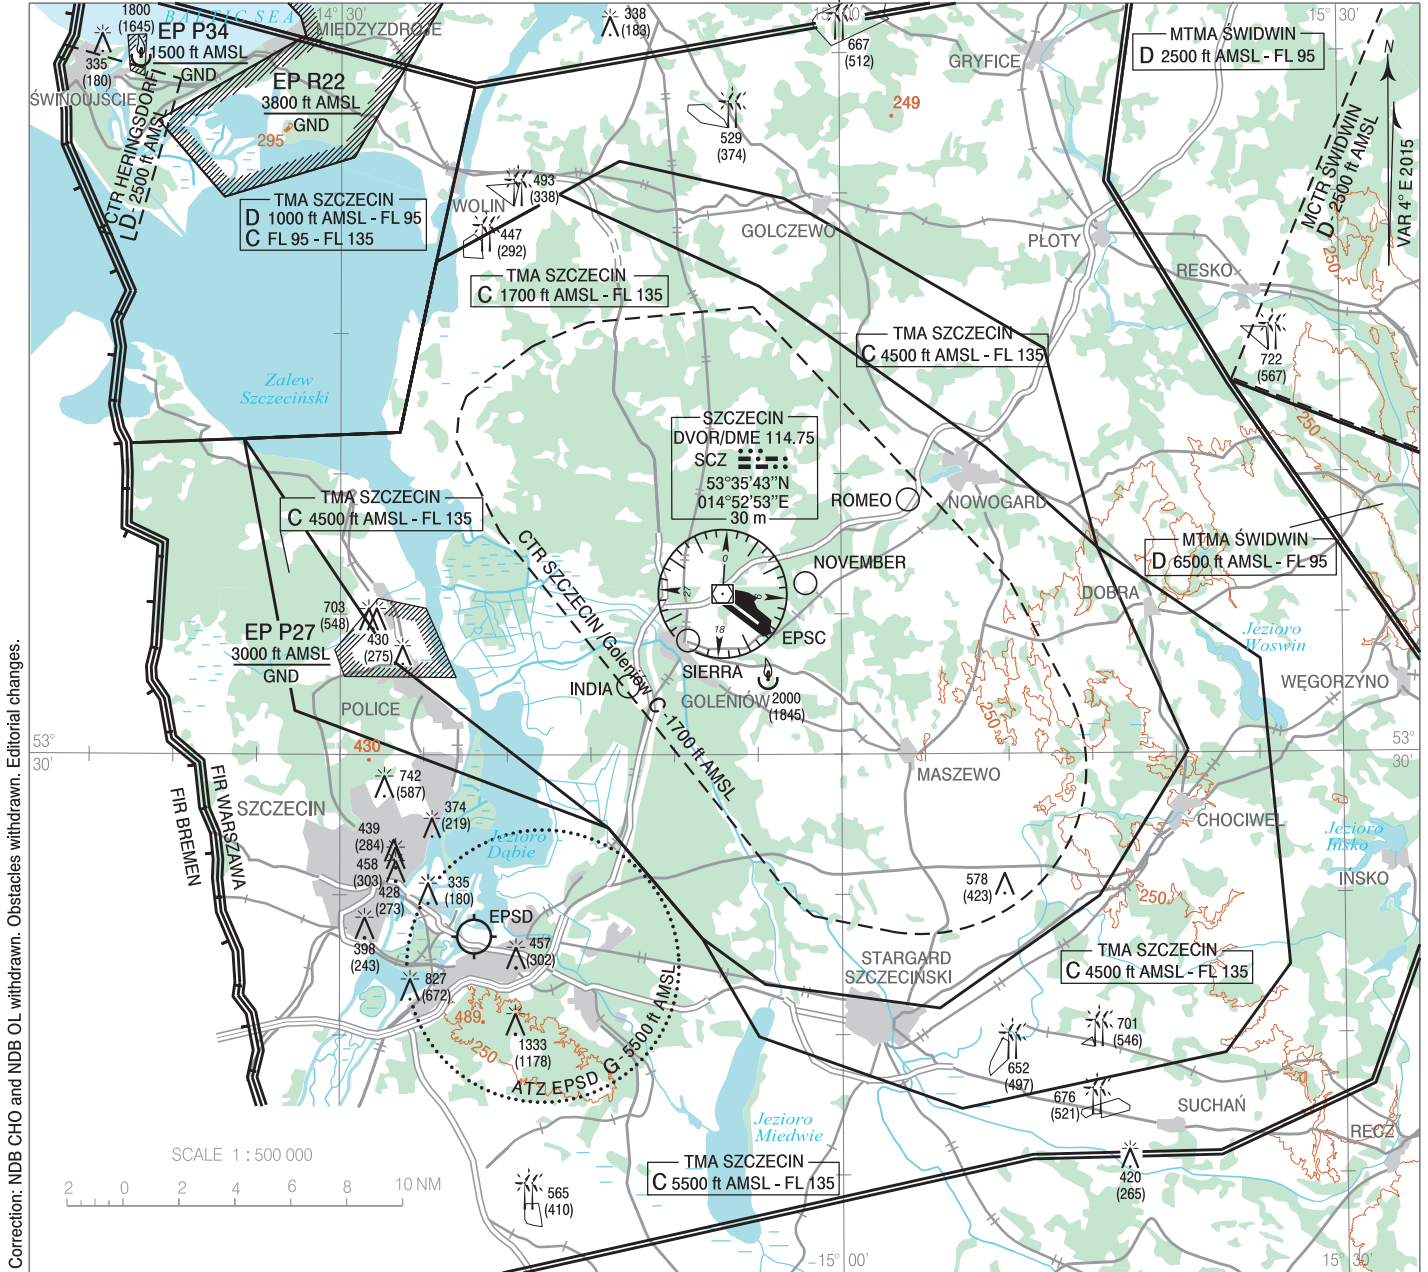 BALTIC SEA
14° 30'
15° 00'
15° 30'
1800
(1645)
EP P34
1500 ft AMSL
GND
335
(180)
ŚWINOUJŚCIE
MIĘDZYZDROJE
338
(183)
667
(512)
GRYFICE
MTMA ŚWIDWIN
D 2500 ft AMSL - FL 95
N
VAR 4° E 2015
EP R22
3800 ft AMSL
GND
295
CTR HERINGSDORF
D - 2500 ft AMSL
529
(374)
249
MCTR ŚWIDWIN
D - 2500 ft AMSL
250
TMA SZCZECIN
D 1000 ft AMSL - FL 95
C FL 95 - FL 135
WOLIN
493
(338)
447
(292)
GOLCZEWO
PŁOTY
RESKO
TMA SZCZECIN
C 1700 ft AMSL - FL 135
TMA SZCZECIN
C 4500 ft AMSL - FL 135
722
(567)
Zalew
Szczeciński
250
SZCZECIN
DVOR/DME 114.75
SCZ
53°35'43"N
014°52'53"E
30 m
ROMEO
NOWOGARD
TMA SZCZECIN
C 4500 ft AMSL - FL 135
MTMA ŚWIDWIN
D 6500 ft AMSL - FL 95
CTR SZCZECIN /Goleniów C -1700 ft AMSL
NOVEMBER
DOBRA
0
27
9
18
EPSC
703
(548)
430
(275)
EP P27
3000 ft AMSL
GND
Jezioro
Woswin
SIERRA
INDIA
GOLENIÓW
2000
(1845)
WĘGORZYNO
POLICE
250
53°
30'
430
53°
30'
MASZEWO
FIR WARSZAWA
FIR BREMEN
742
(587)
SZCZECIN
374
(219)
CHOCIWEL
439
(284)
458
(303)
428
(273)
Jezioro
Dąbie
Jezioro
Ińsko
IŃSKO
335
(180)
578
(423)
250
EPSD
398
(243)
457
(302)
STARGARD
SZCZECIŃSKI
TMA SZCZECIN
C 4500 ft AMSL - FL 135
827
(672)
489
250
1333
(1178)
ATZ EPSD G - 5500 ft AMSL
652
(497)
701
(546)
676
(521)
SUCHAŃ
RECZ
Jezioro
Miedwie
SCALE 1 : 500 000
2 0 2 4 6 8 10 NM
565
(410)
TMA SZCZECIN
C 5500 ft AMSL - FL 135
420
(265)
15° 00'
15° 30'
Correction: NDB CHO and NDB OL withdrawn. Obstacles withdrawn. Editorial changes.